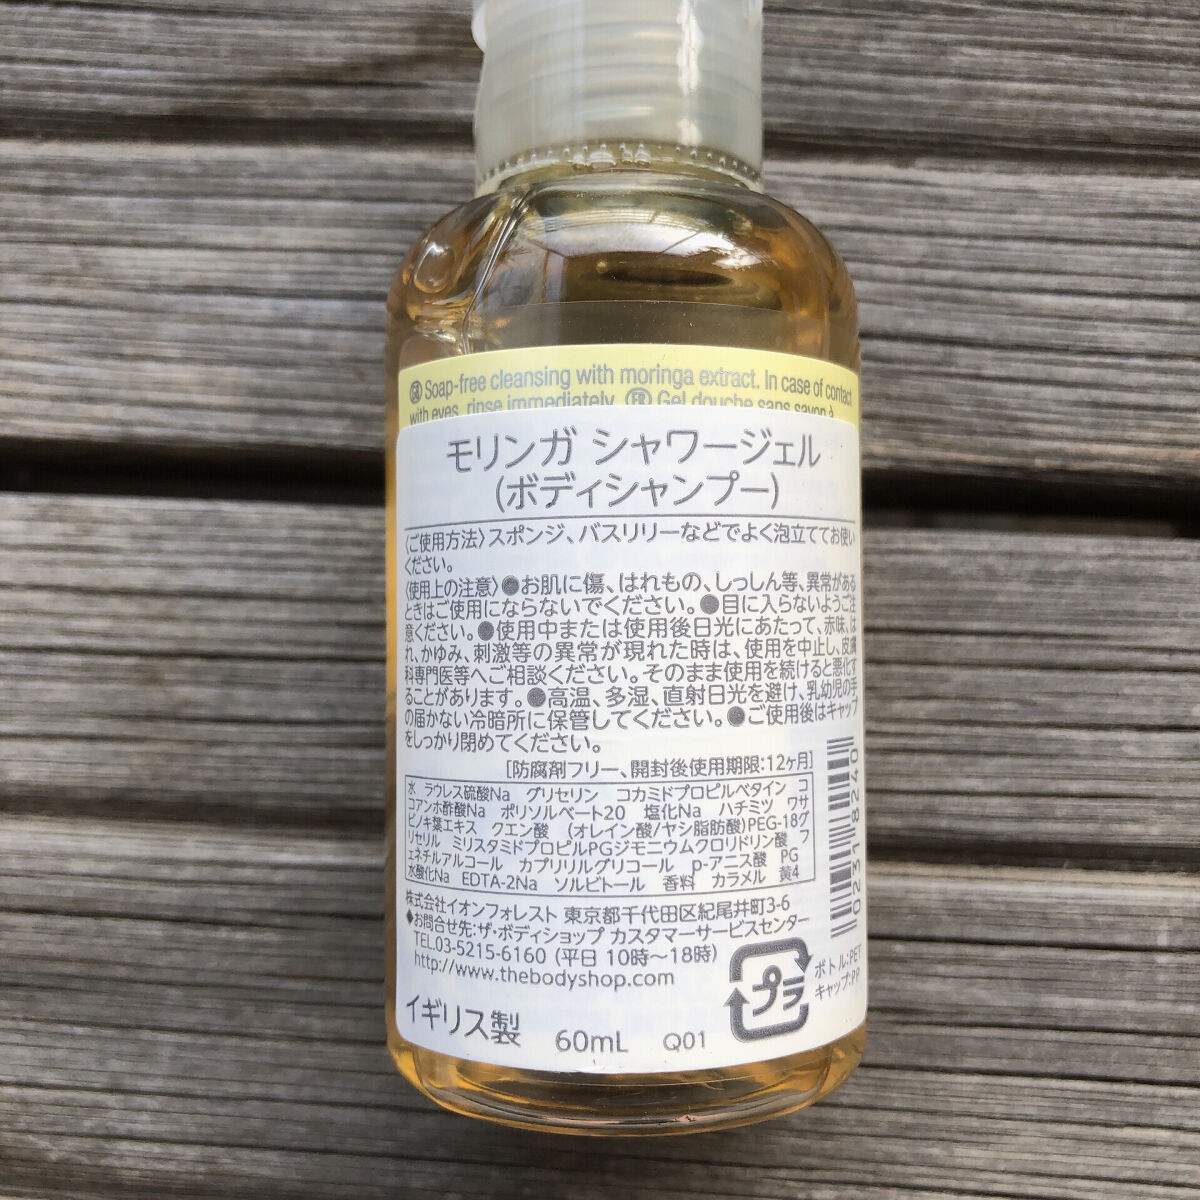 GB Soap-free cleansing with moringa extract. In case of contact
with eyes, rinse immediately. FR Gel douche sans savon à
モリンガ シャワージェル
(ボディシャンプー)
〈ご使用方法〉スポンジ、バスリリーなどでよく泡立ててお使い
ください。
〈使用上の注意〉●お肌に傷、はれもの、しっしん等、異常がある
ときはご使用にならないでください。●目に入らないようご注
意ください。●使用中または使用後日光にあたって、赤味、は
れ、かゆみ、刺激等の異常が現れた時は、使用を中止し、皮膚
科専門医等へご相談ください。そのまま使用を続けると悪化す
ることがあります。●高温、多湿、直射日光を避け、乳幼児の手
の届かない冷暗所に保管してください。●ご使用後はキャップ
をしっかり閉めてください。
[防腐剤フリー、開封後使用期限:12ヶ月]
水 ラウレス硫酸Na グリセリン コカミドプロピルベタイン コ
コアンホ酢酸Na ポリソルベート20 塩化Na ハチミツ ワサ
ビノキ葉エキス クエン酸 (オレイン酸/ヤシ脂肪酸)PEG-18グ
リセリル ミリスタミドプロピルPGジモニウムクロリドリン酸 フ
ェネチルアルコール カプリリルグリコール p-アニス酸 PG
水酸化Na EDTA-2Na ソルビトール 香料 カラメル 黄4
株式会社イオンフォレスト 東京都千代田区紀尾井町3-6
♦お問合せ先:ザ・ボディショップ カスタマーサービスセンター
TEL.03-5215-6160 (平日 10時〜18時)
http://www.thebodyshop.com
イギリス製 60mL Q01
プラ
ボトル:PET
キャップ:PP
02318240